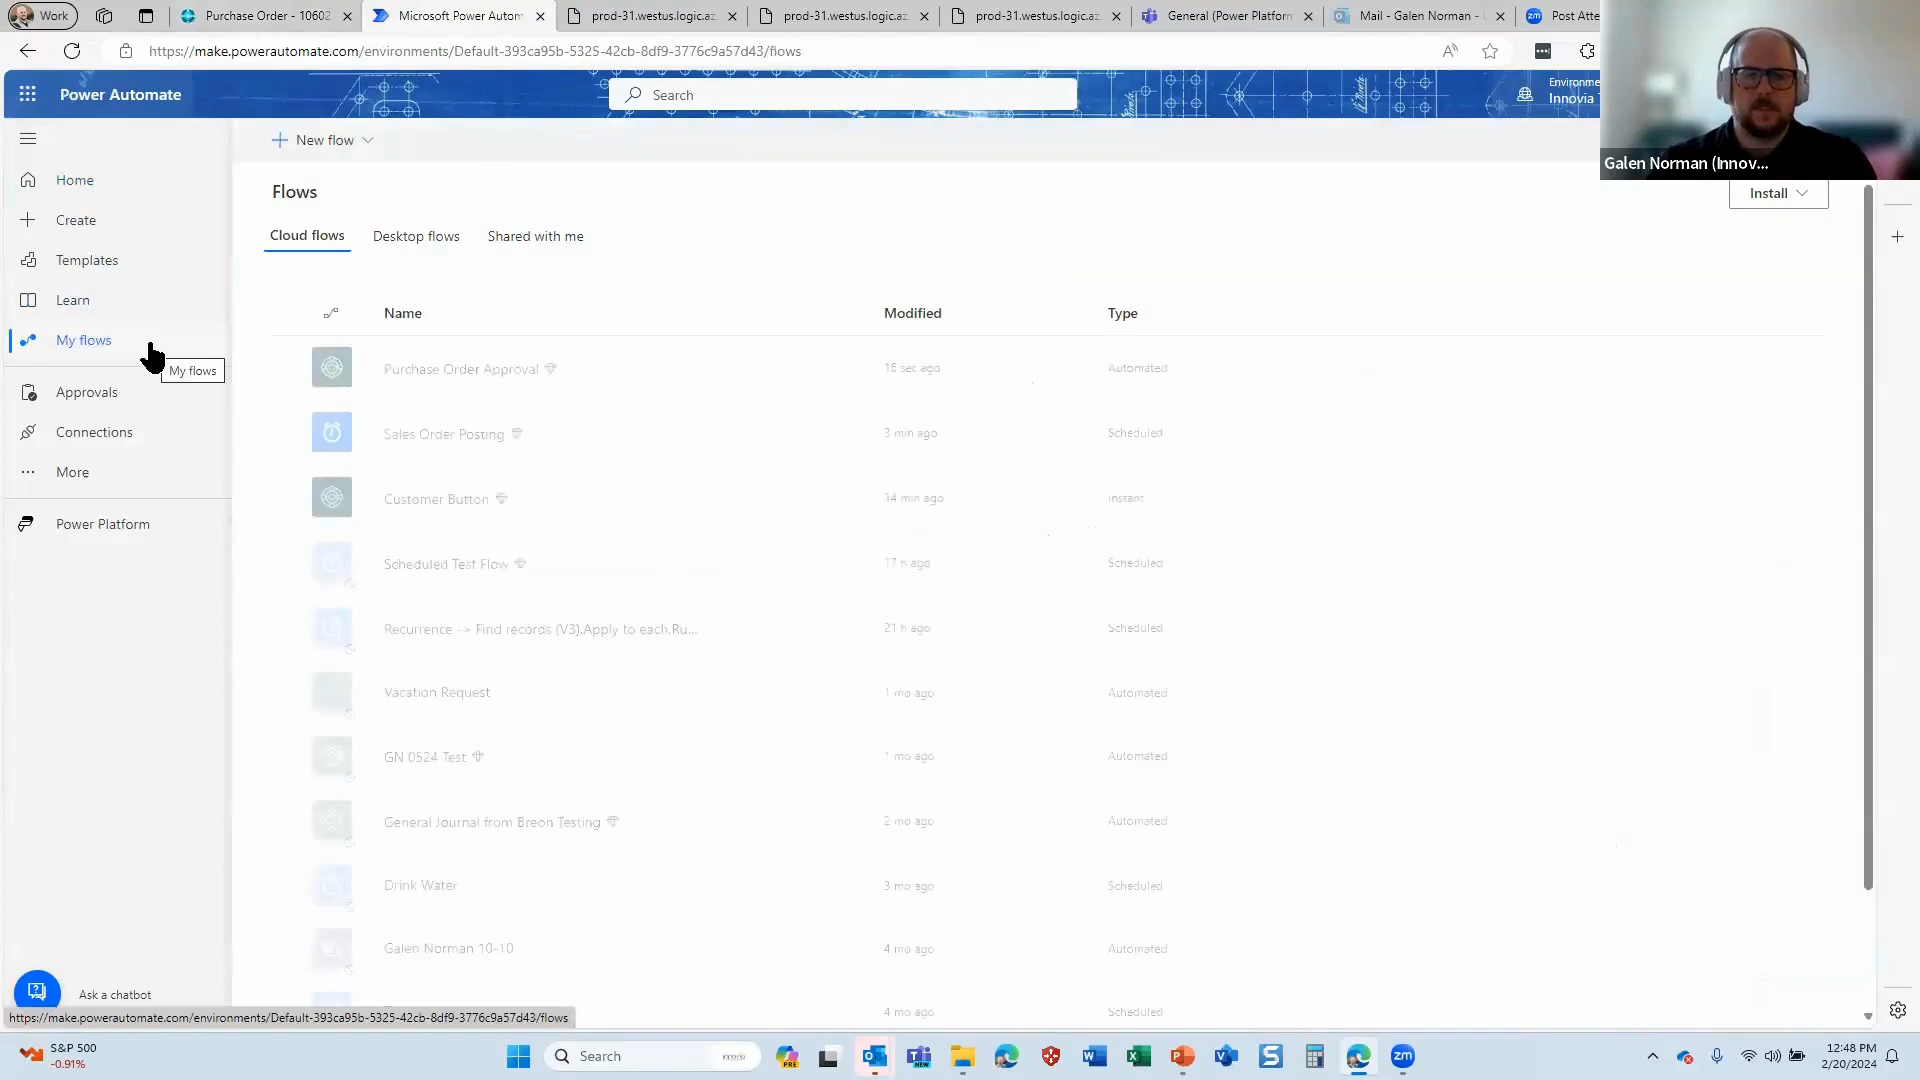 Work
Purchase Order - 10602
Microsoft Power Autom
prod-31.westus.logic.az
prod-31.westus.logic.az
prod-31.westus.logic.az
General (Power Platform
Mail - Galen Norman -
zm Post Atte
https://make.powerautomate.com/environments/Default-393ca95b-5325-42cb-8df9-3776c9a57d43/flows
Power Automate
Search
Environme
Innovia
Galen Norman (Innov...
New flow
Home
Create
Templates
Learn
My flows
My flows
Approvals
Connections
More
Power Platform
Flows
Install
Cloud flows
Desktop flows
Shared with me
Name Modified Type
Purchase Order Approval 16 sec ago Automated
Sales Order Posting 3 min ago Scheduled
Customer Button 14 min ago Instant
Scheduled Test Flow 17 h ago Scheduled
Recurrence -> Find records (V3),Apply to each,Ru... 21 h ago Scheduled
Vacation Request 1 mo ago Automated
GN 0524 Test 1 mo ago Automated
General Journal from Breon Testing 2 mo ago Automated
Drink Water 3 mo ago Scheduled
Galen Norman 10-10 4 mo ago Automated
4 mo ago Scheduled
Ask a chatbot
https://make.powerautomate.com/environments/Default-393ca95b-5325-42cb-8df9-3776c9a57d43/flows
S&P 500
-0.91%
Search
PRE
NEW
zm
12:48 PM
2/20/2024